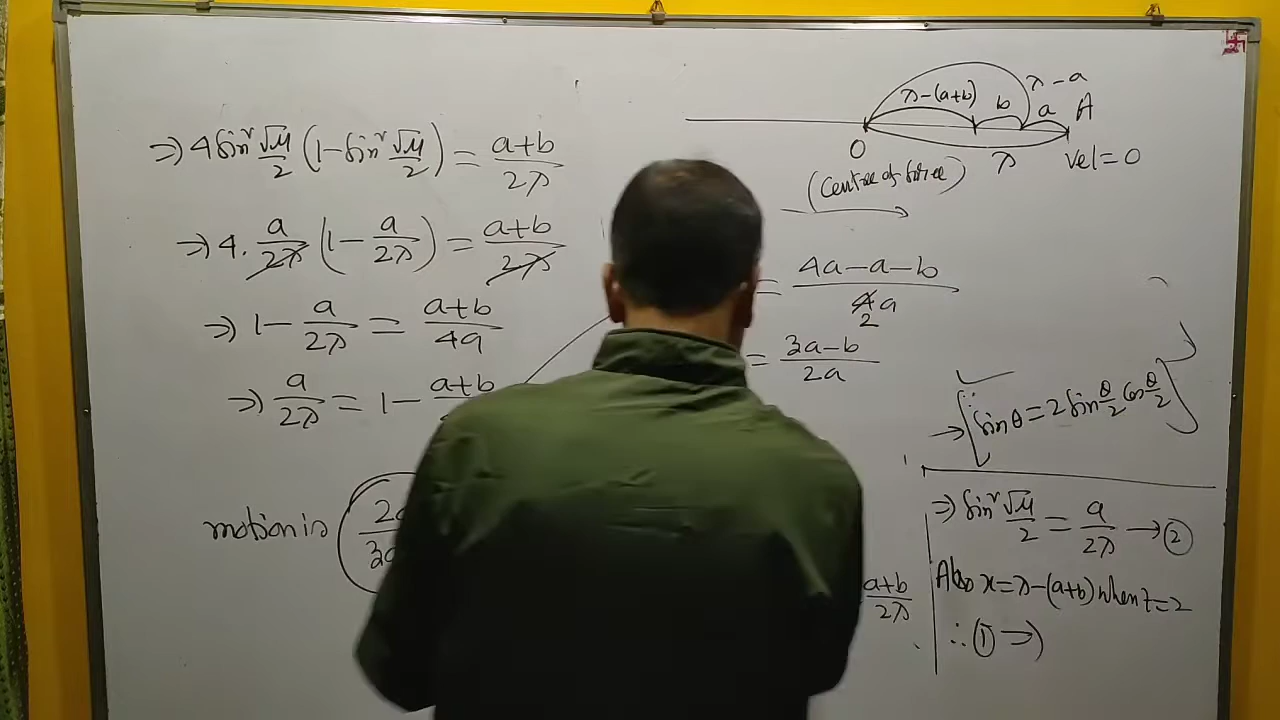 ⇒ 4 sin² √μ/2 (1 - sin² √μ/2) = a+b/2λ
⇒ 4 · a/2λ (1 - a/2λ) = a+b/2λ
⇒ 1 - a/2λ = a+b/4a
⇒ a/2λ = 1 - a+b
motion is
λ - (a+b) b λ - a a A
O λ vel = 0
(Centre of force)
= 4a - a - b/4a 2
= 3a - b/2a
→ {∵ sin θ = 2 sin θ/2 cos θ/2}
⇒ sin² √μ/2 = a/2λ → ②
Also x = λ - (a+b) when t = 2
a+b/2λ
∴ ① ⇒